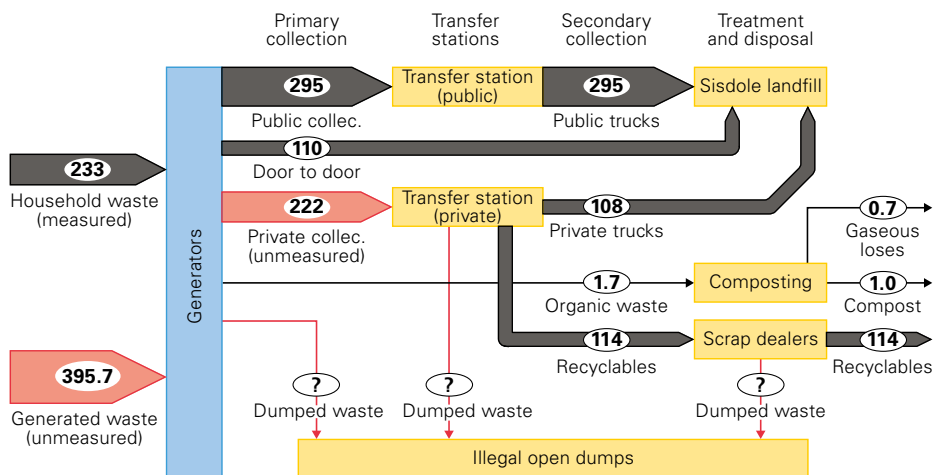 Primary
collection
Transfer
stations
Secondary
collection
Treatment
and disposal
295
Public collec.
Transfer station
(public)
295
Public trucks
Sisdole landfill
110
Door to door
233
Household waste
(measured)
222
Private collec.
(unmeasured)
Transfer station
(private)
108
Private trucks
0.7
Gaseous
loses
Generators
1.7
Organic waste
Composting
1.0
Compost
114
Recyclables
Scrap dealers
114
Recyclables
395.7
Generated waste
(unmeasured)
?
Dumped waste
?
Dumped waste
?
Dumped waste
Illegal open dumps